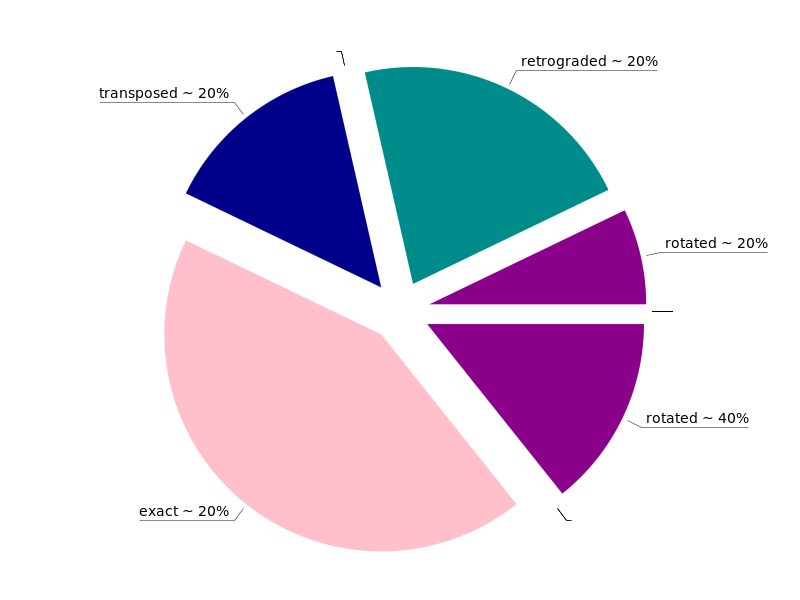 retrograded ~ 20%
transposed ~ 20%
rotated ~ 20%
rotated ~ 40%
exact ~ 20%